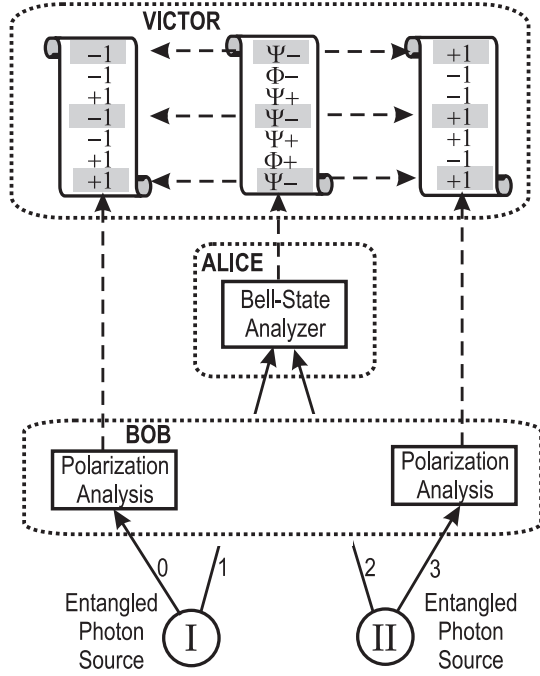 VICTOR
−1
−1
+1
−1
−1
+1
+1
Ψ−
Φ−
Ψ+
Ψ−
Ψ+
Φ+
Ψ−
+1
−1
−1
+1
+1
−1
+1
ALICE
Bell-State
Analyzer
BOB
Polarization
Analysis
Polarization
Analysis
0
1
2
3
Entangled
Photon
Source
I
II
Entangled
Photon
Source